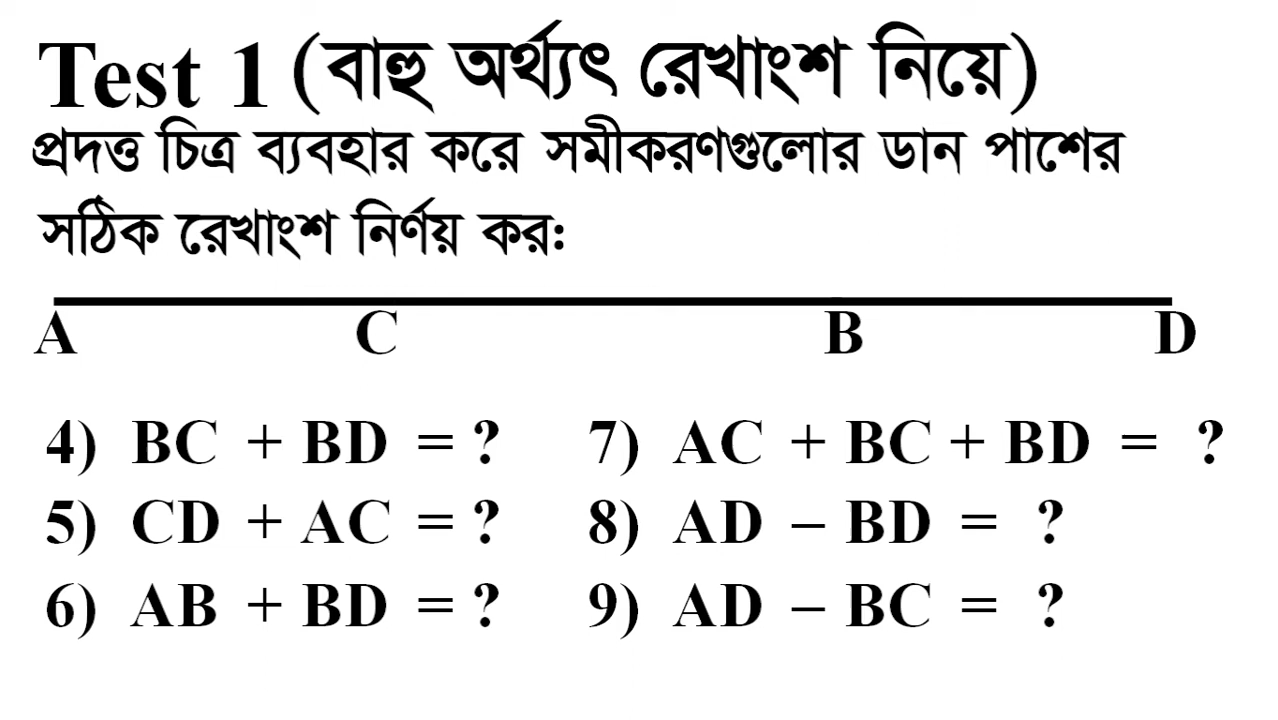 Test 1 (বাহু অর্থ্যৎ রেখাংশ নিয়ে)
প্রদত্ত চিত্র ব্যবহার করে সমীকরণগুলোর ডান পাশের
সঠিক রেখাংশ নির্ণয় করঃ
A C B D
4) BC + BD = ? 7) AC + BC + BD = ?
5) CD + AC = ? 8) AD – BD = ?
6) AB + BD = ? 9) AD – BC = ?